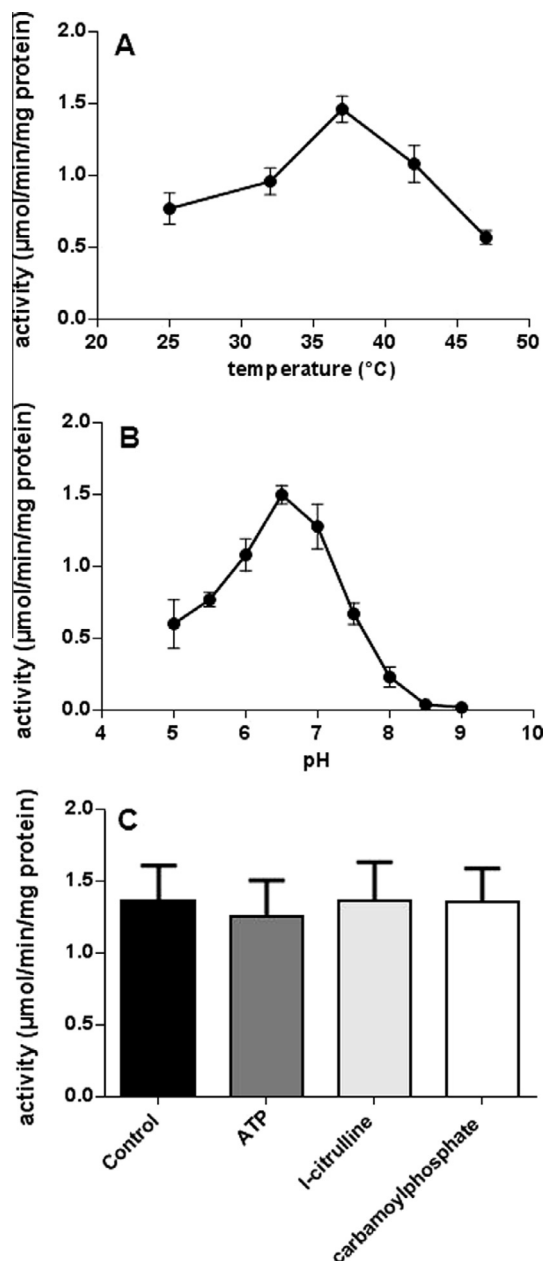 A
activity (µmol/min/mg protein)
2.0
1.5
1.0
0.5
0.0
20 25 30 35 40 45 50
temperature (°C)
B
activity (µmol/min/mg protein)
2.0
1.5
1.0
0.5
0.0
4 5 6 7 8 9 10
pH
C
activity (µmol/min/mg protein)
2.0
1.5
1.0
0.5
0.0
Control
ATP
l-citrulline
carbamoylphosphate